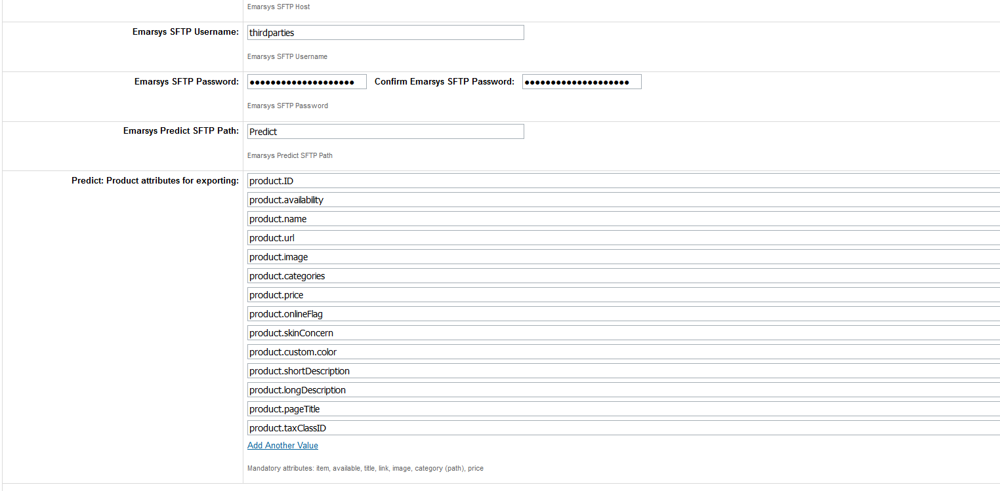 Emarsys SFTP Host
Emarsys SFTP Username: thirdparties
Emarsys SFTP Username
Emarsys SFTP Password: ●●●●●●●●●●●●●●●●●●●● Confirm Emarsys SFTP Password: ●●●●●●●●●●●●●●●●●●●●
Emarsys SFTP Password
Emarsys Predict SFTP Path: Predict
Emarsys Predict SFTP Path
Predict: Product attributes for exporting: product.ID
product.availability
product.name
product.url
product.image
product.categories
product.price
product.onlineFlag
product.skinConcern
product.custom.color
product.shortDescription
product.longDescription
product.pageTitle
product.taxClassID
Add Another Value
Mandatory attributes: item, available, title, link, image, category (path), price